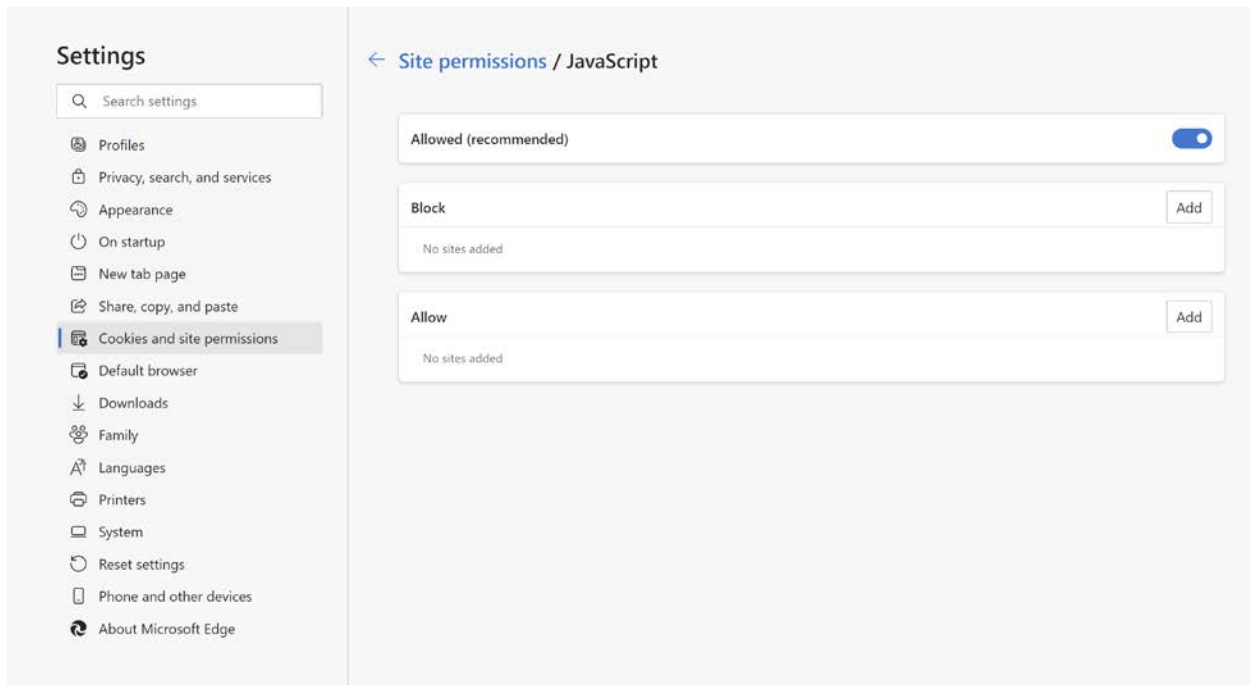 Settings
Search settings
Profiles
Privacy, search, and services
Appearance
On startup
New tab page
Share, copy, and paste
Cookies and site permissions
Default browser
Downloads
Family
Languages
Printers
System
Reset settings
Phone and other devices
About Microsoft Edge
Site permissions / JavaScript
Allowed (recommended)
Block
Add
No sites added
Allow
Add
No sites added